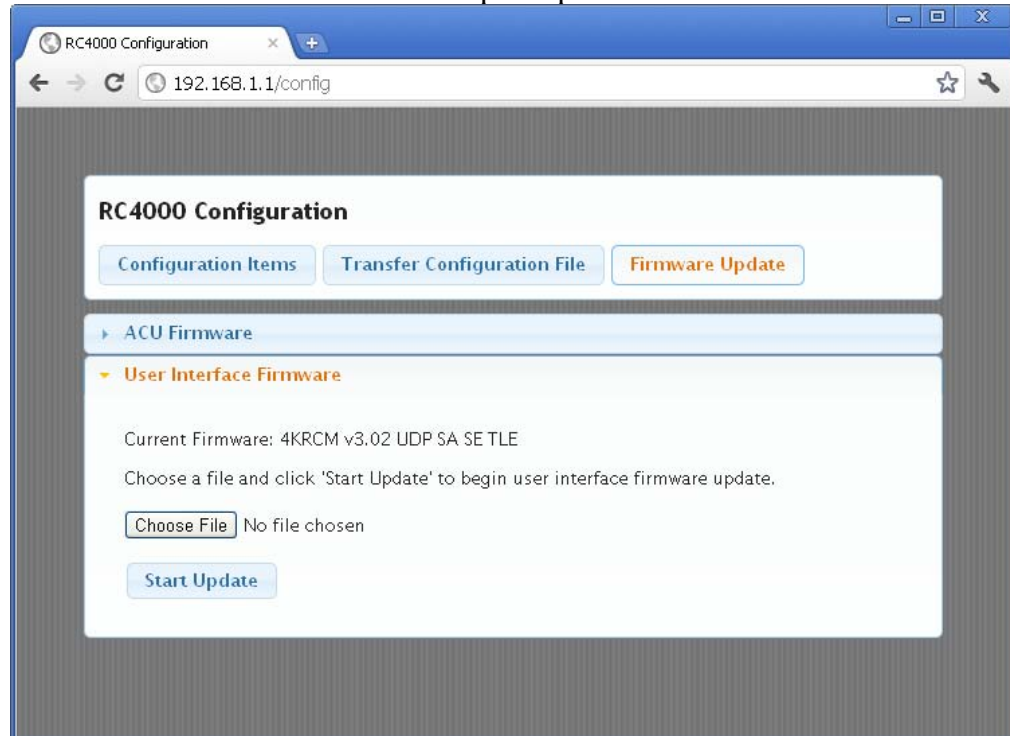 RC4000 Configuration
192.168.1.1/config
RC4000 Configuration
Configuration Items Transfer Configuration File Firmware Update
ACU Firmware
User Interface Firmware
Current Firmware: 4KRCM v3.02 UDP SA SE TLE
Choose a file and click 'Start Update' to begin user interface firmware update.
Choose File No file chosen
Start Update